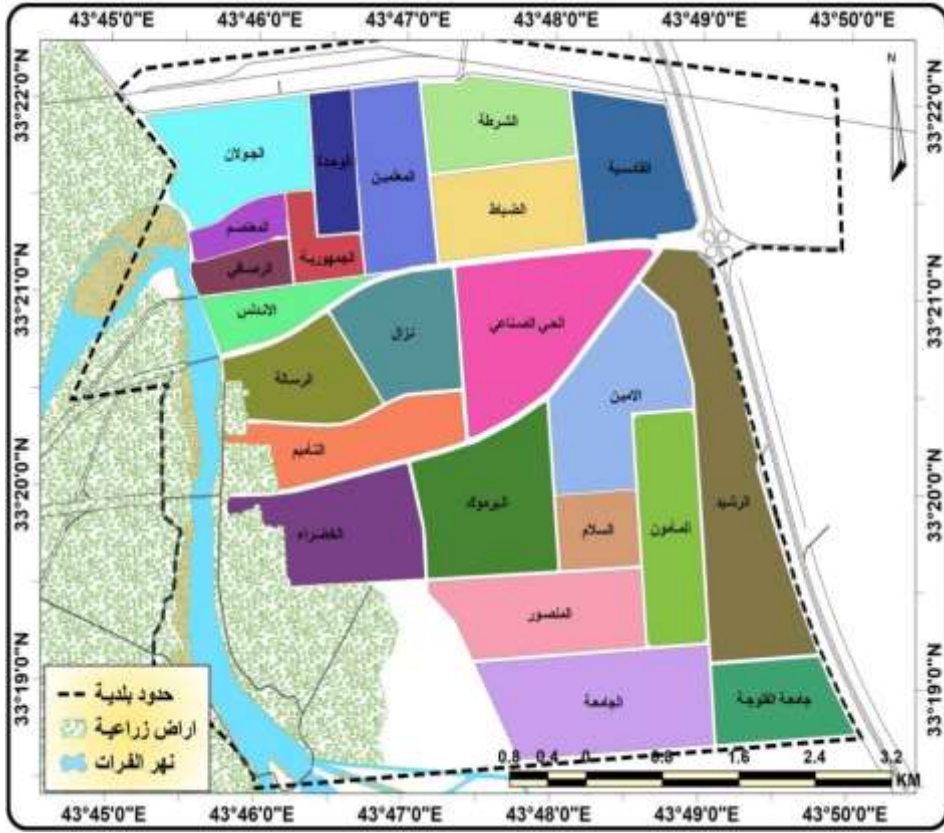 43°45'0"E 43°46'0"E 43°47'0"E 43°48'0"E 43°49'0"E 43°50'0"E
33°22'0"N
33°21'0"N
33°20'0"N
33°19'0"N
N
الجولان
الوحدة
المعلمين
الشرطة
القادسية
الضباط
المعتصم
الجمهورية
الرصافي
الاندلس
نزال
الحي الصناعي
الرسالة
الامين
التأميم
اليرموك
الخضراء
السلام
المأمون
الرشيد
المنصور
الجامعة
جامعة الفلوجة
حدود بلدية
اراض زراعية
نهر الفرات
0.8 0.4 0 0.8 1.6 2.4 3.2
KM
33°22'0"N
33°21'0"N
33°20'0"N
33°19'0"N
43°45'0"E 43°46'0"E 43°47'0"E 43°48'0"E 43°49'0"E 43°50'0"E